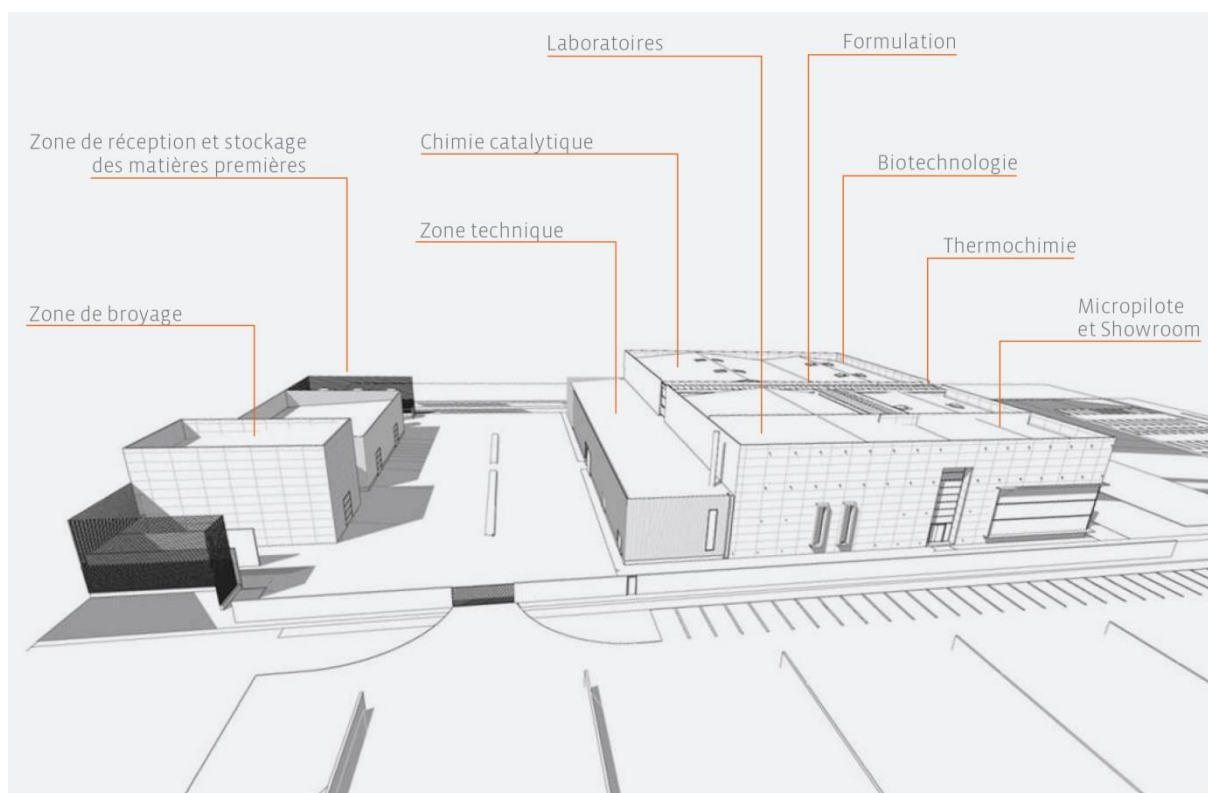 Laboratoires
Formulation
Zone de réception et stockage
des matières premières
Chimie catalytique
Biotechnologie
Zone technique
Thermochimie
Zone de broyage
Micropilote
et Showroom